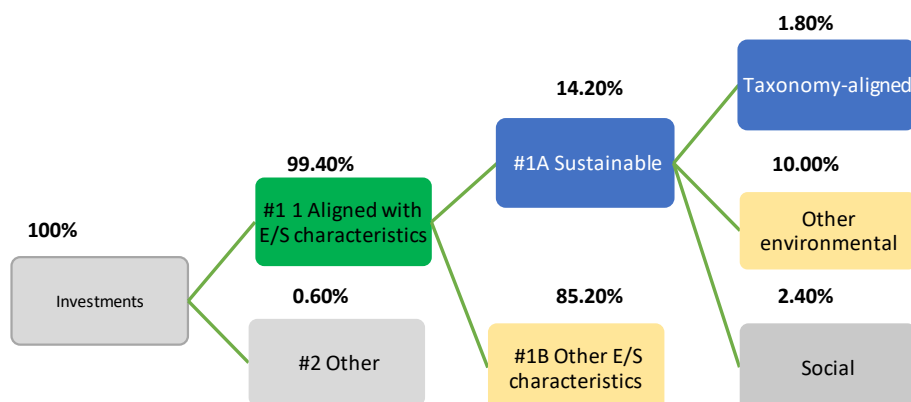 1.80%
Taxonomy-aligned
14.20%
#1A Sustainable
99.40%
10.00%
#1 1 Aligned with
E/S characteristics
Other
environmental
100%
Investments
0.60%
85.20%
2.40%
#2 Other
#1B Other E/S
characteristics
Social